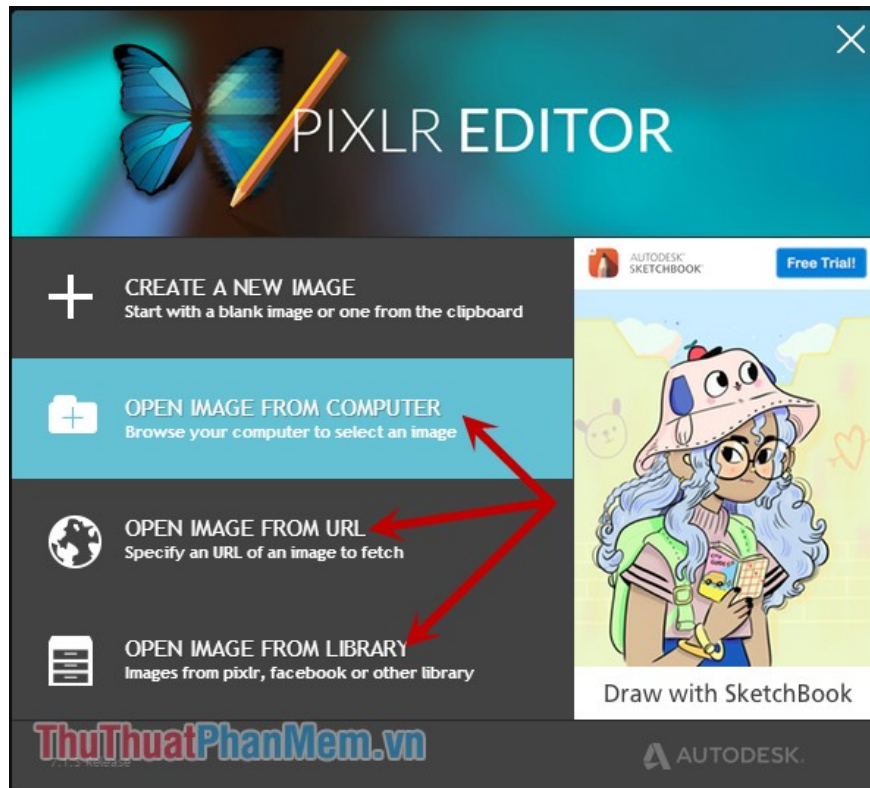 PIXLR EDITOR
AUTODESK®
SKETCHBOOK®
Free Trial!
CREATE A NEW IMAGE
Start with a blank image or one from the clipboard
OPEN IMAGE FROM COMPUTER
Browse your computer to select an image
OPEN IMAGE FROM URL
Specify an URL of an image to fetch
OPEN IMAGE FROM LIBRARY
Images from pixlr, facebook or other library
Draw with SketchBook
ThuThuatPhanMem.vn
Release
AUTODESK.